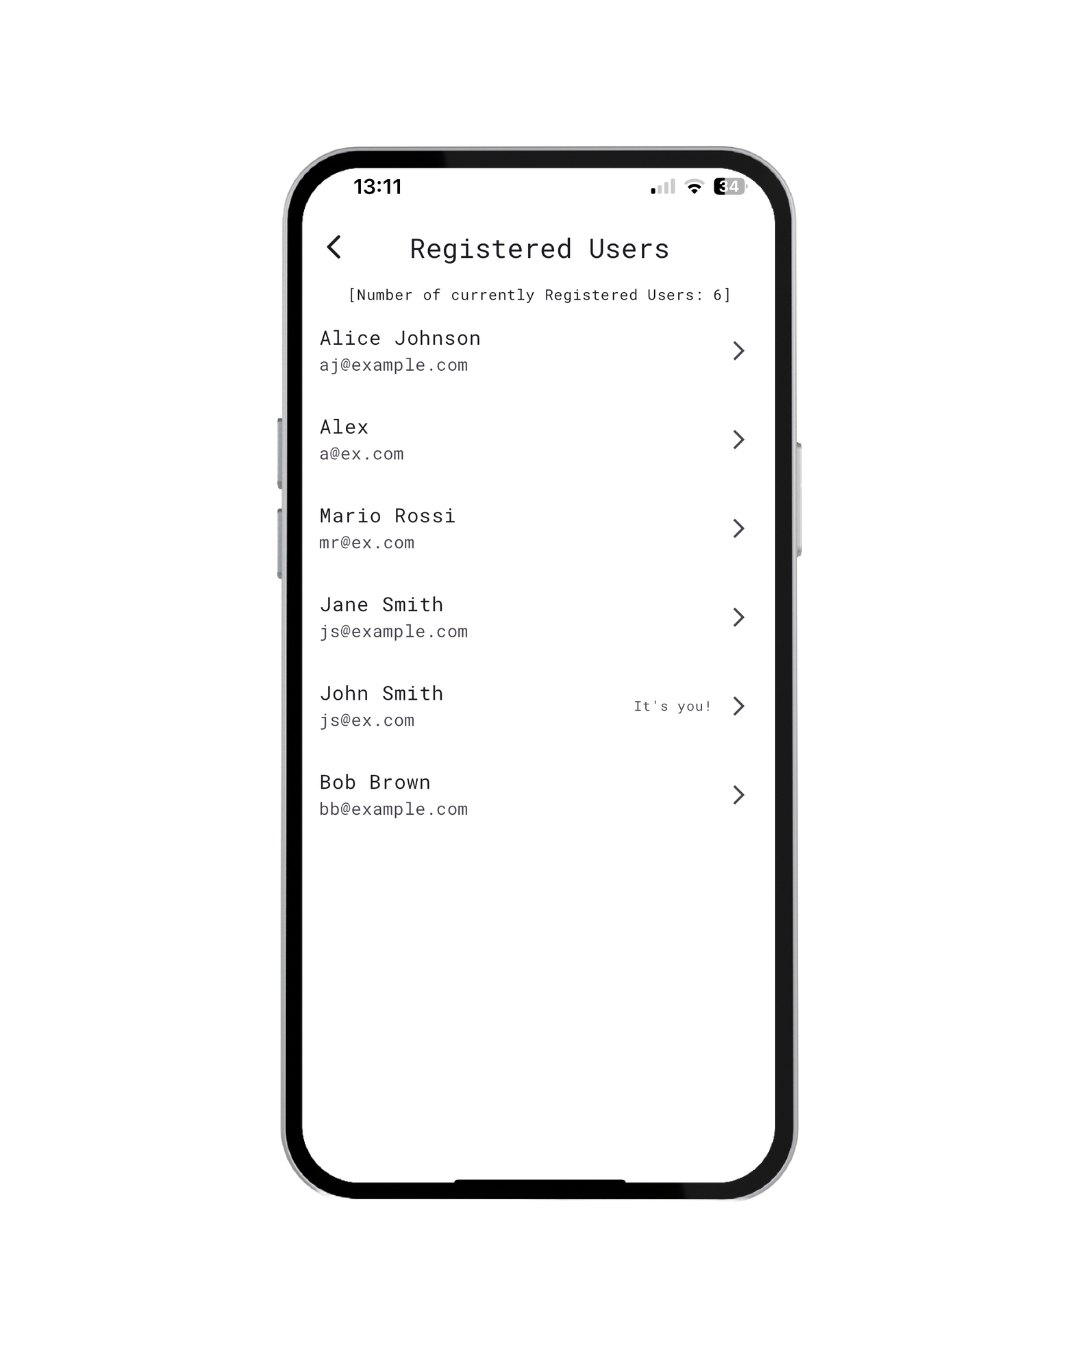 13:11
34
Registered Users
[Number of currently Registered Users: 6]
Alice Johnson
aj@example.com
Alex
a@ex.com
Mario Rossi
mr@ex.com
Jane Smith
js@example.com
John Smith
js@ex.com
It's you!
Bob Brown
bb@example.com